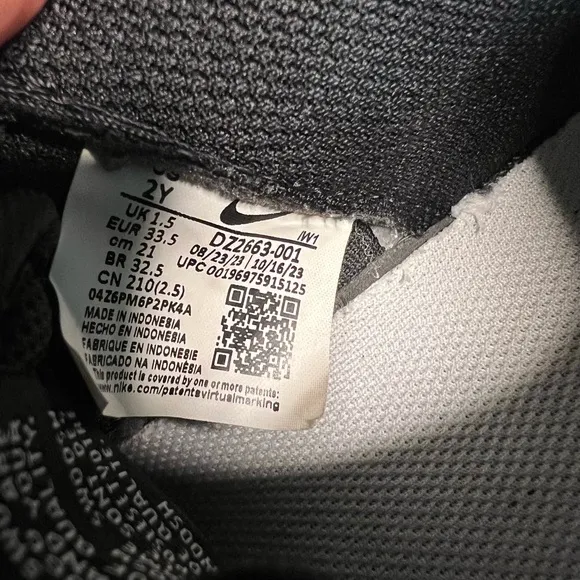 US
2Y
UK 1.5
EUR 33.5
cm 21
BR 32.5
CN 210(2.5)
04Z6PM6P2PK4A
IW1
DZ2663-001
08/23/23 10/16/23
UPC 00196975915125
MADE IN INDONESIA
HECHO EN INDONESIA
FABRIQUE EN INDONESIE
FABRICADO NA INDONÉSIA
This product is covered by one or more patents:
www.nike.com/patentsvirtualmarking